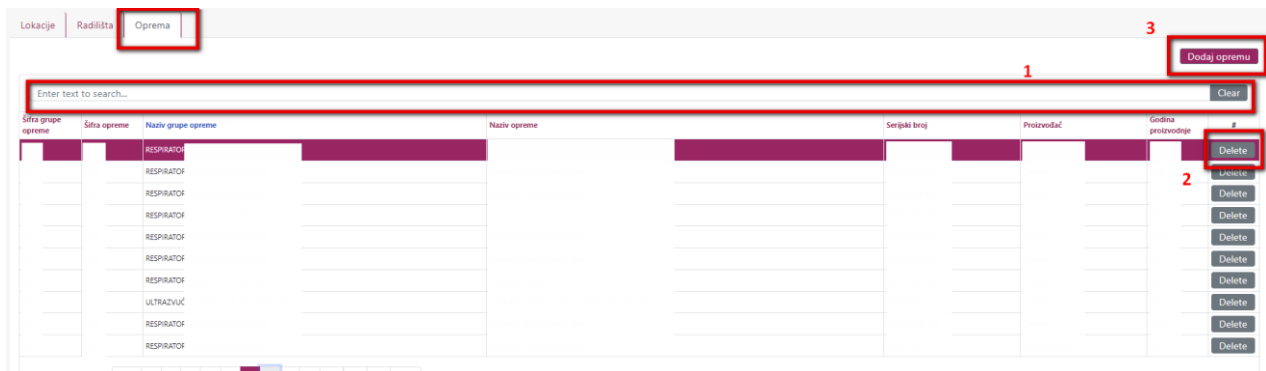 Lokacije Radilišta Oprema
3
Dodaj opremu
1
Enter text to search... Clear
Šifra grupe opreme Šifra opreme Naziv grupe opreme Naziv opreme Serijski broj Proizvođač Godina proizvodnje #
RESPIRATOR Delete
RESPIRATOR Delete
2
RESPIRATOR Delete
RESPIRATOR Delete
RESPIRATOR Delete
RESPIRATOR Delete
RESPIRATOR Delete
ULTRAZVUČ Delete
RESPIRATOR Delete
RESPIRATOR Delete